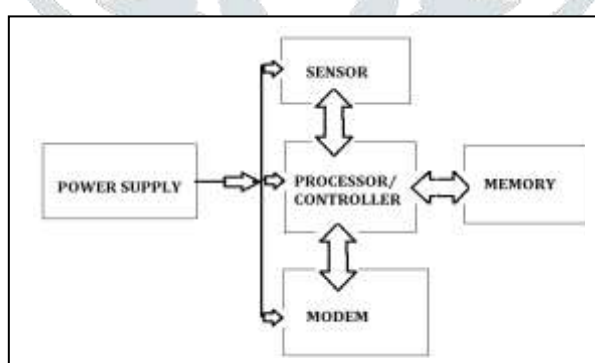 SENSOR
POWER SUPPLY
PROCESSOR/
CONTROLLER
MEMORY
MODEM